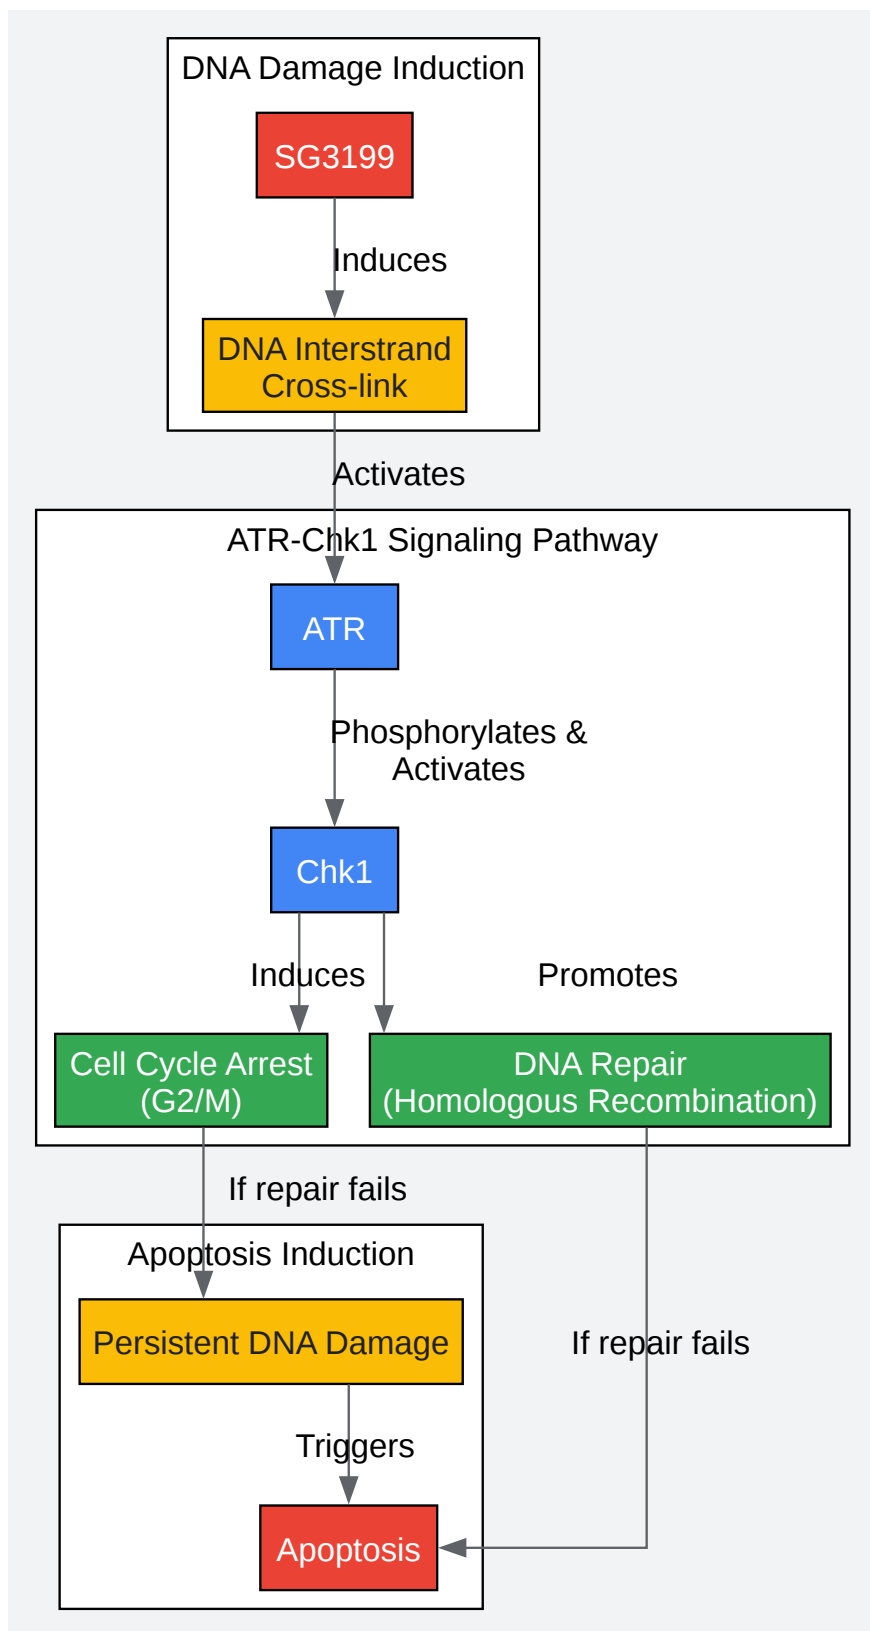 DNA Damage Induction
SG3199
Induces
DNA Interstrand
Cross-link
Activates
ATR-Chk1 Signaling Pathway
ATR
Phosphorylates &
Activates
Chk1
Induces
Promotes
Cell Cycle Arrest
(G2/M)
DNA Repair
(Homologous Recombination)
If repair fails
Apoptosis Induction
Persistent DNA Damage
If repair fails
Triggers
Apoptosis